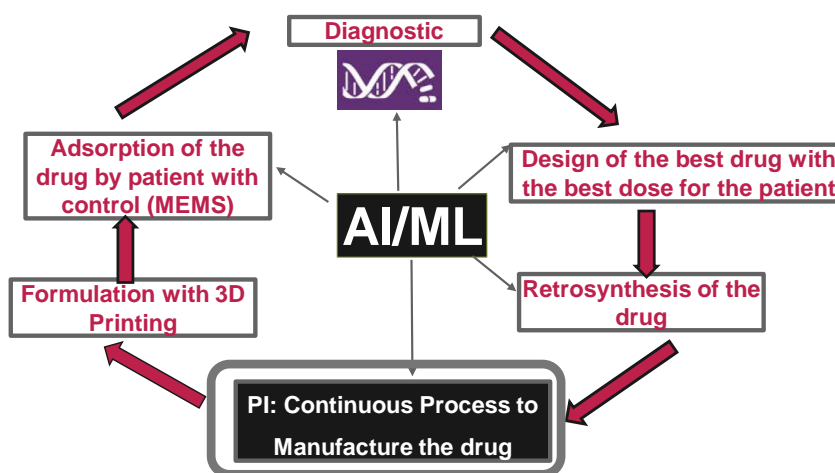 Diagnostic
Adsorption of the
drug by patient with
control (MEMS)
Design of the best drug with
the best dose for the patient
AI/ML
Formulation with 3D
Printing
Retrosynthesis of the
drug
PI: Continuous Process to
Manufacture the drug